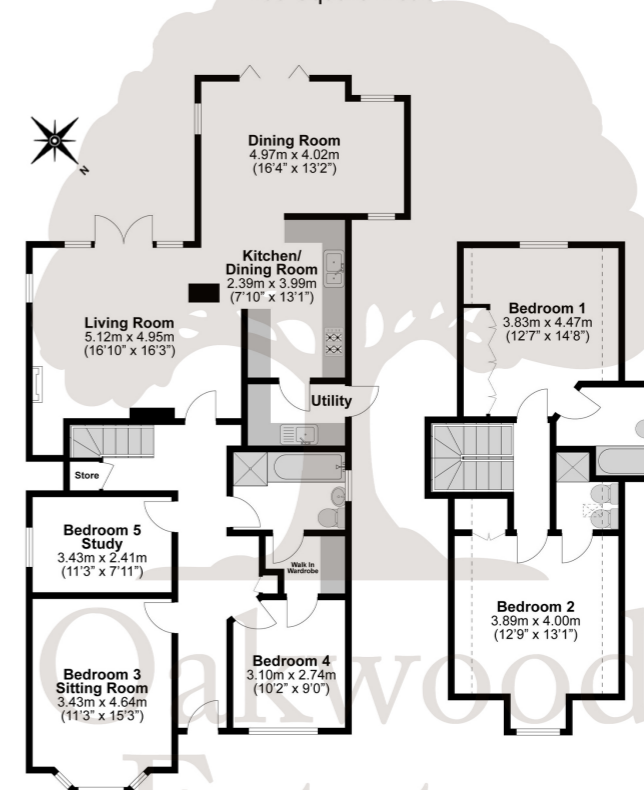 N
Dining Room
4.97m x 4.02m
(16'4" x 13'2")
Kitchen/
Dining Room
2.39m x 3.99m
(7'10" x 13'1")
Living Room
5.12m x 4.95m
(16'10" x 16'3")
Utility
Store
Bedroom 5
Study
3.43m x 2.41m
(11'3" x 7'11")
Walk In
Wardrobe
Bedroom 3
Sitting Room
3.43m x 4.64m
(11'3" x 15'3")
Bedroom 4
3.10m x 2.74m
(10'2" x 9'0")
Bedroom 1
3.83m x 4.47m
(12'7" x 14'8")
Bedroom 2
3.89m x 4.00m
(12'9" x 13'1")
Oakwood